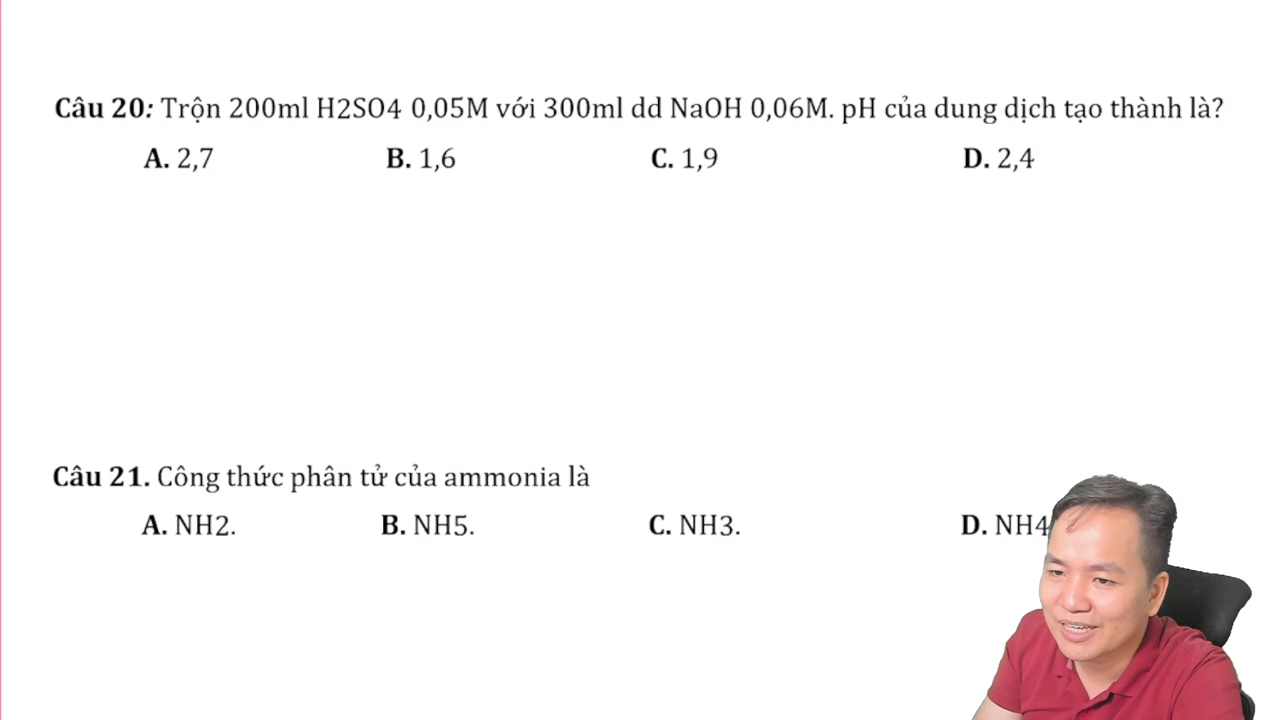 Câu 20: Trộn 200ml H2SO4 0,05M với 300ml dd NaOH 0,06M. pH của dung dịch tạo thành là?
A. 2,7 B. 1,6 C. 1,9 D. 2,4
Câu 21. Công thức phân tử của ammonia là
A. NH2. B. NH5. C. NH3. D. NH4